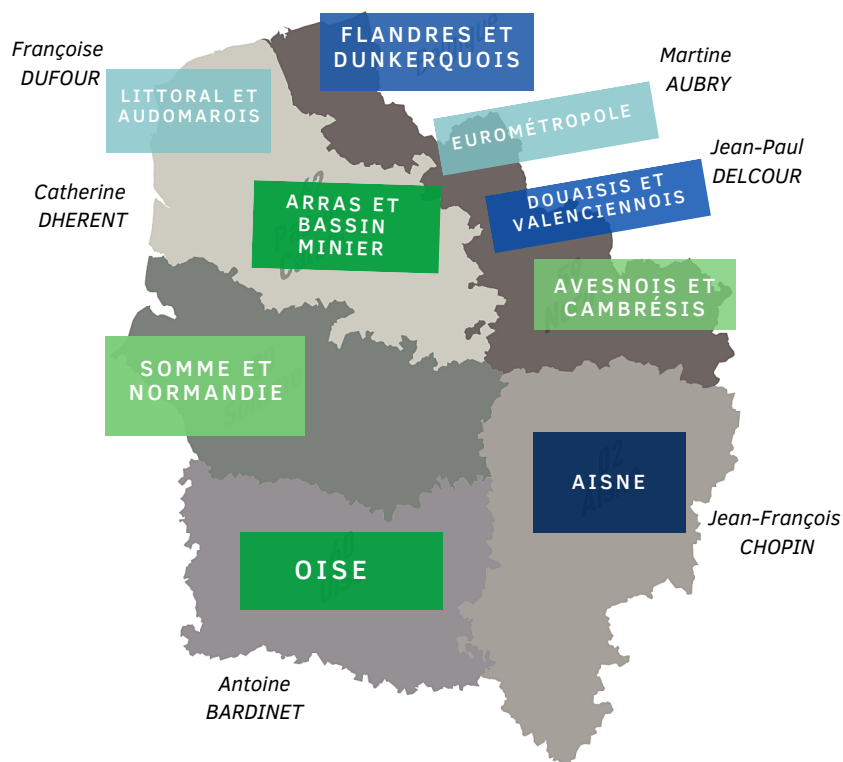 Françoise
DUFOUR
FLANDRES ET
DUNKERQUOIS
Martine
AUBRY
LITTORAL ET
AUDOMAROIS
EUROMÉTROPOLE
Jean-Paul
DELCOUR
Catherine
DHERENT
ARRAS ET
BASSIN
MINIER
DOUAISIS ET
VALENCIENNOIS
AVESNOIS ET
CAMBRÉSIS
SOMME ET
NORMANDIE
AISNE
Jean-François
CHOPIN
OISE
Antoine
BARDINET